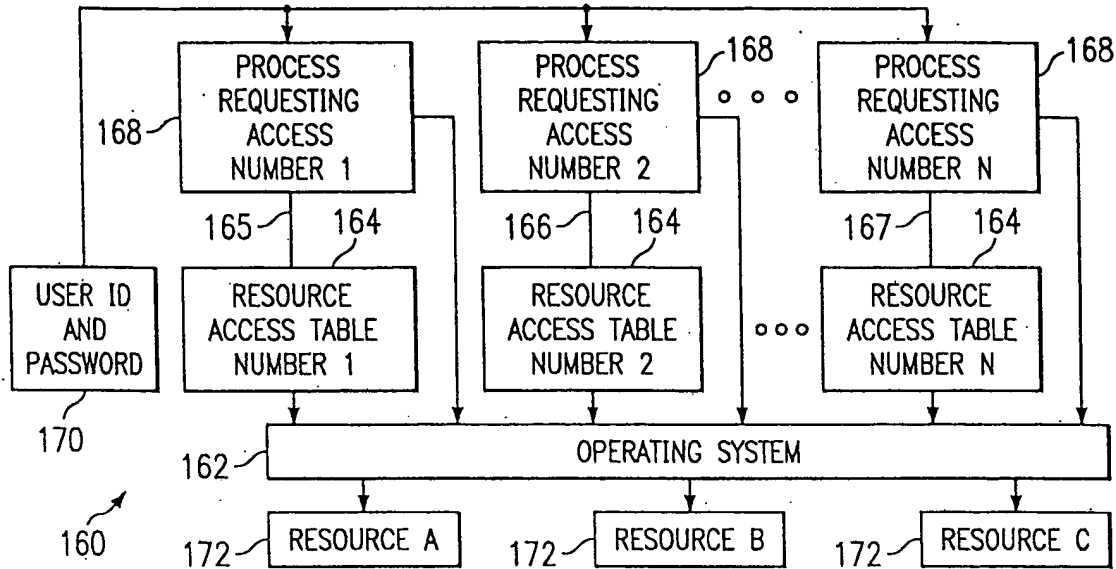 PROCESS
REQUESTING
ACCESS
NUMBER 1
168
PROCESS
REQUESTING
ACCESS
NUMBER 2
168
PROCESS
REQUESTING
ACCESS
NUMBER N
168
165
164
166
164
167
164
USER ID
AND
PASSWORD
170
RESOURCE
ACCESS TABLE
NUMBER 1
RESOURCE
ACCESS TABLE
NUMBER 2
RESOURCE
ACCESS TABLE
NUMBER N
162
OPERATING SYSTEM
160
172
RESOURCE A
172
RESOURCE B
172
RESOURCE C